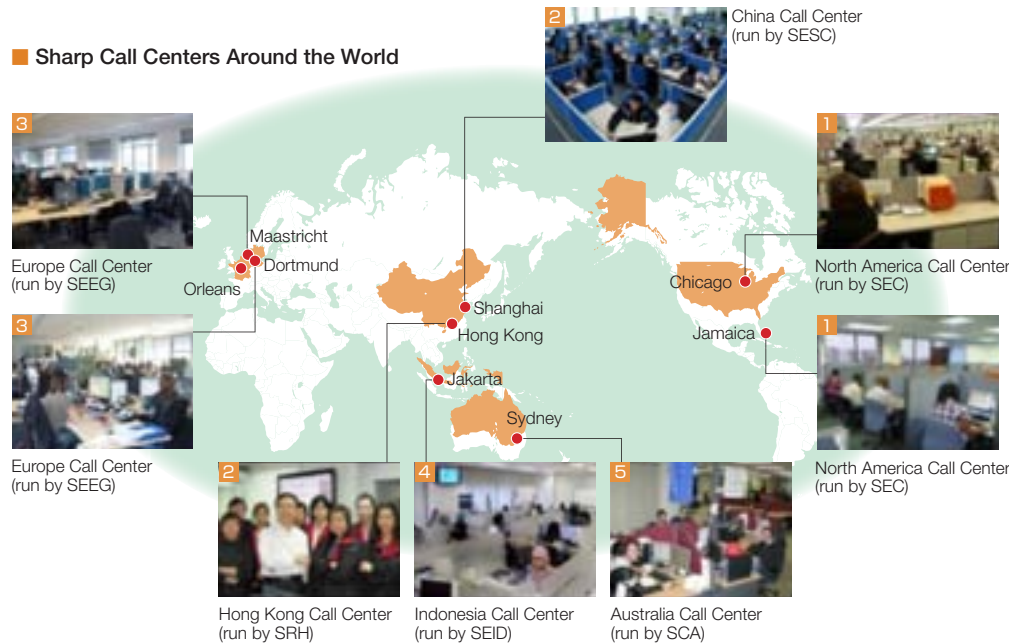 Sharp Call Centers Around the World
2
China Call Center
(run by SESC)
3
Europe Call Center
(run by SEEG)
1
North America Call Center
(run by SEC)
Maastricht
Dortmund
Orleans
Shanghai
Hong Kong
Chicago
Jamaica
Jakarta
Sydney
3
Europe Call Center
(run by SEEG)
1
North America Call Center
(run by SEC)
2
Hong Kong Call Center
(run by SRH)
4
Indonesia Call Center
(run by SEID)
5
Australia Call Center
(run by SCA)